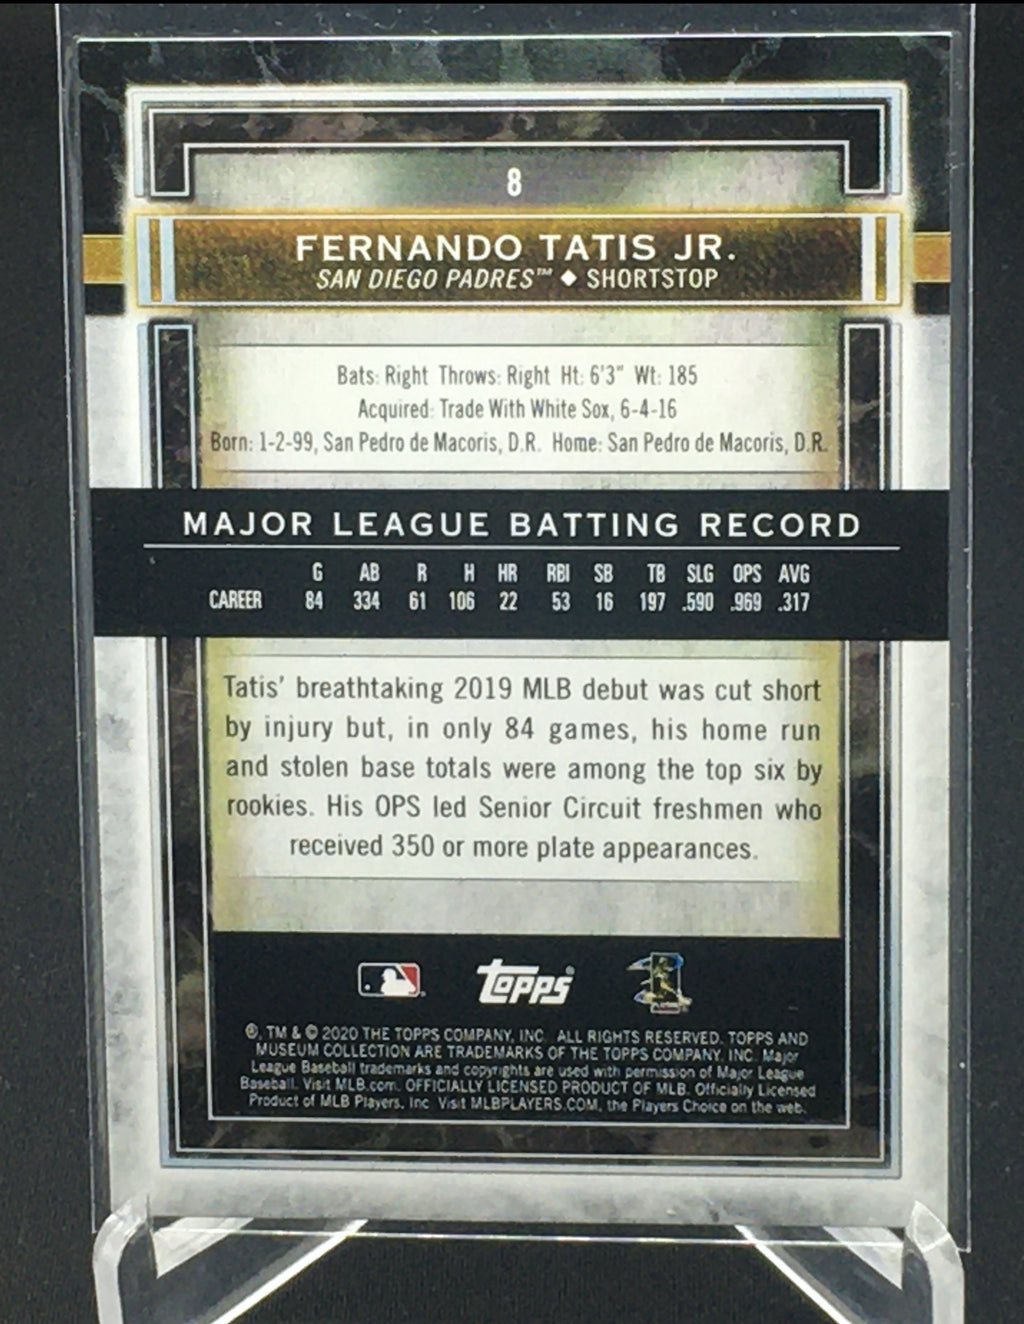 8
FERNANDO TATIS JR.
SAN DIEGO PADRES™ ◆ SHORTSTOP
Bats: Right Throws: Right Ht: 6'3" Wt: 185
Acquired: Trade With White Sox, 6-4-16
Born: 1-2-99, San Pedro de Macoris, D.R. Home: San Pedro de Macoris, D.R.
MAJOR LEAGUE BATTING RECORD
G AB R H HR RBI SB TB SLG OPS AVG
CAREER 84 334 61 106 22 53 16 197 .590 .969 .317
Tatis' breathtaking 2019 MLB debut was cut short
by injury but, in only 84 games, his home run
and stolen base totals were among the top six by
rookies. His OPS led Senior Circuit freshmen who
received 350 or more plate appearances.
topps®
®, TM & © 2020 THE TOPPS COMPANY, INC. ALL RIGHTS RESERVED. TOPPS AND
MUSEUM COLLECTION ARE TRADEMARKS OF THE TOPPS COMPANY, INC. Major
League Baseball trademarks and copyrights are used with permission of Major League
Baseball. Visit MLB.com. OFFICIALLY LICENSED PRODUCT OF MLB. Officially Licensed
Product of MLB Players, Inc. Visit MLBPLAYERS.COM, the Players Choice on the web.